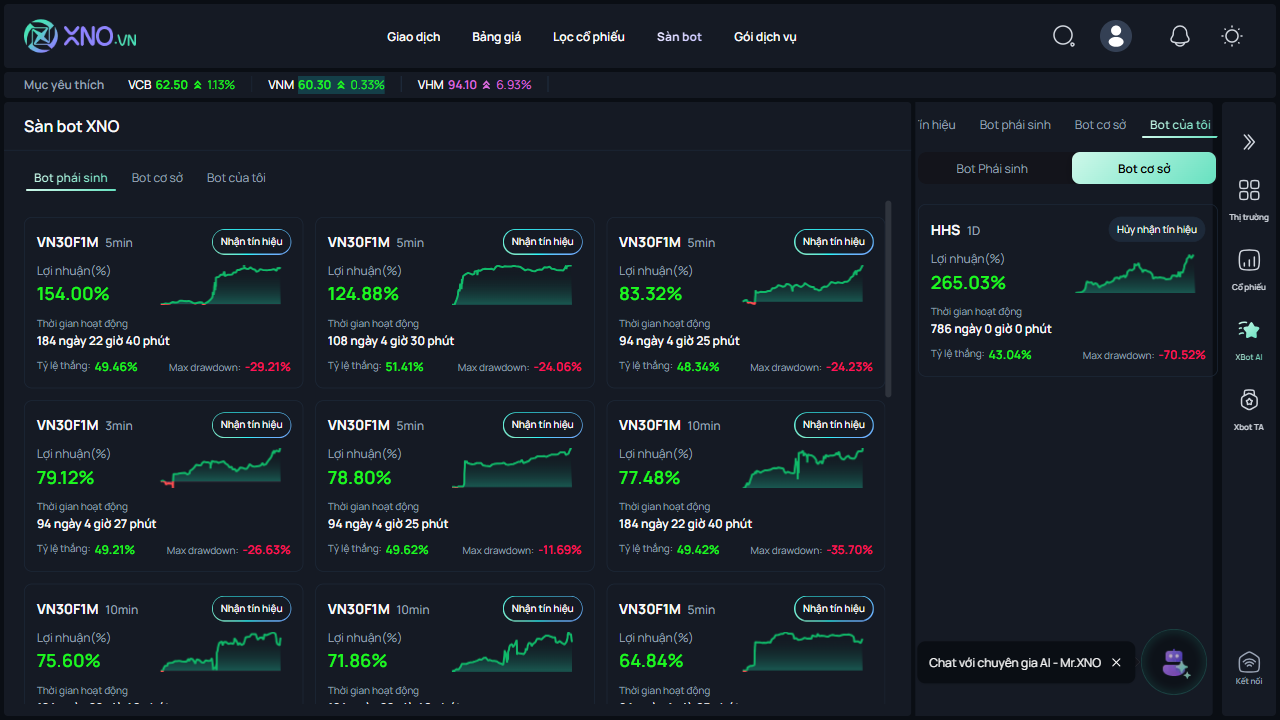 XNO.VN
Giao dịch Bảng giá Lọc cổ phiếu Sàn bot Gói dịch vụ
Mục yêu thích VCB 62.50 1.13% VNM 60.30 0.33% VHM 94.10 6.93%
Sàn bot XNO
Bot phái sinh Bot cơ sở Bot của tôi
VN30F1M 5min Nhận tín hiệu
Lợi nhuận(%)
154.00%
Thời gian hoạt động
184 ngày 22 giờ 40 phút
Tỷ lệ thắng: 49.46% Max drawdown: -29.21%
VN30F1M 5min Nhận tín hiệu
Lợi nhuận(%)
124.88%
Thời gian hoạt động
108 ngày 4 giờ 30 phút
Tỷ lệ thắng: 51.41% Max drawdown: -24.06%
VN30F1M 5min Nhận tín hiệu
Lợi nhuận(%)
83.32%
Thời gian hoạt động
94 ngày 4 giờ 25 phút
Tỷ lệ thắng: 48.34% Max drawdown: -24.23%
VN30F1M 3min Nhận tín hiệu
Lợi nhuận(%)
79.12%
Thời gian hoạt động
94 ngày 4 giờ 27 phút
Tỷ lệ thắng: 49.21% Max drawdown: -26.63%
VN30F1M 5min Nhận tín hiệu
Lợi nhuận(%)
78.80%
Thời gian hoạt động
94 ngày 4 giờ 25 phút
Tỷ lệ thắng: 49.62% Max drawdown: -11.69%
VN30F1M 10min Nhận tín hiệu
Lợi nhuận(%)
77.48%
Thời gian hoạt động
184 ngày 22 giờ 40 phút
Tỷ lệ thắng: 49.42% Max drawdown: -35.70%
VN30F1M 10min Nhận tín hiệu
Lợi nhuận(%)
75.60%
Thời gian hoạt động
VN30F1M 10min Nhận tín hiệu
Lợi nhuận(%)
71.86%
Thời gian hoạt động
VN30F1M 5min Nhận tín hiệu
Lợi nhuận(%)
64.84%
Thời gian hoạt động
ín hiệu Bot phái sinh Bot cơ sở Bot của tôi
Bot Phái sinh Bot cơ sở
HHS 1D Hủy nhận tín hiệu
Lợi nhuận(%)
265.03%
Thời gian hoạt động
786 ngày 0 giờ 0 phút
Tỷ lệ thắng: 43.04% Max drawdown: -70.52%
Chat với chuyên gia AI - Mr.XNO
Thị trường
Cổ phiếu
XBot AI
Xbot TA
Kết nối